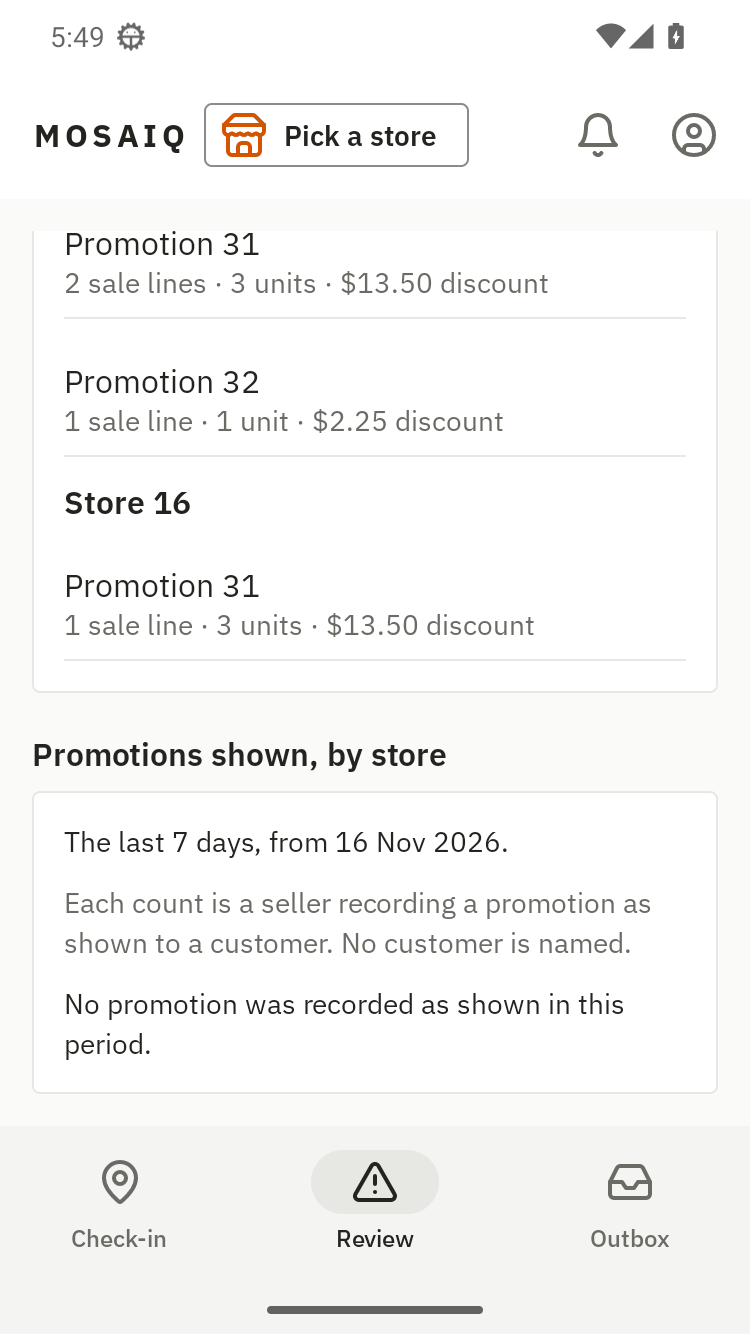 5:49
MOSAIQ
Pick a store
Promotion 31
2 sale lines · 3 units · $13.50 discount
Promotion 32
1 sale line · 1 unit · $2.25 discount
Store 16
Promotion 31
1 sale line · 3 units · $13.50 discount
Promotions shown, by store
The last 7 days, from 16 Nov 2026.
Each count is a seller recording a promotion as
shown to a customer. No customer is named.
No promotion was recorded as shown in this
period.
Check-in
Review
Outbox